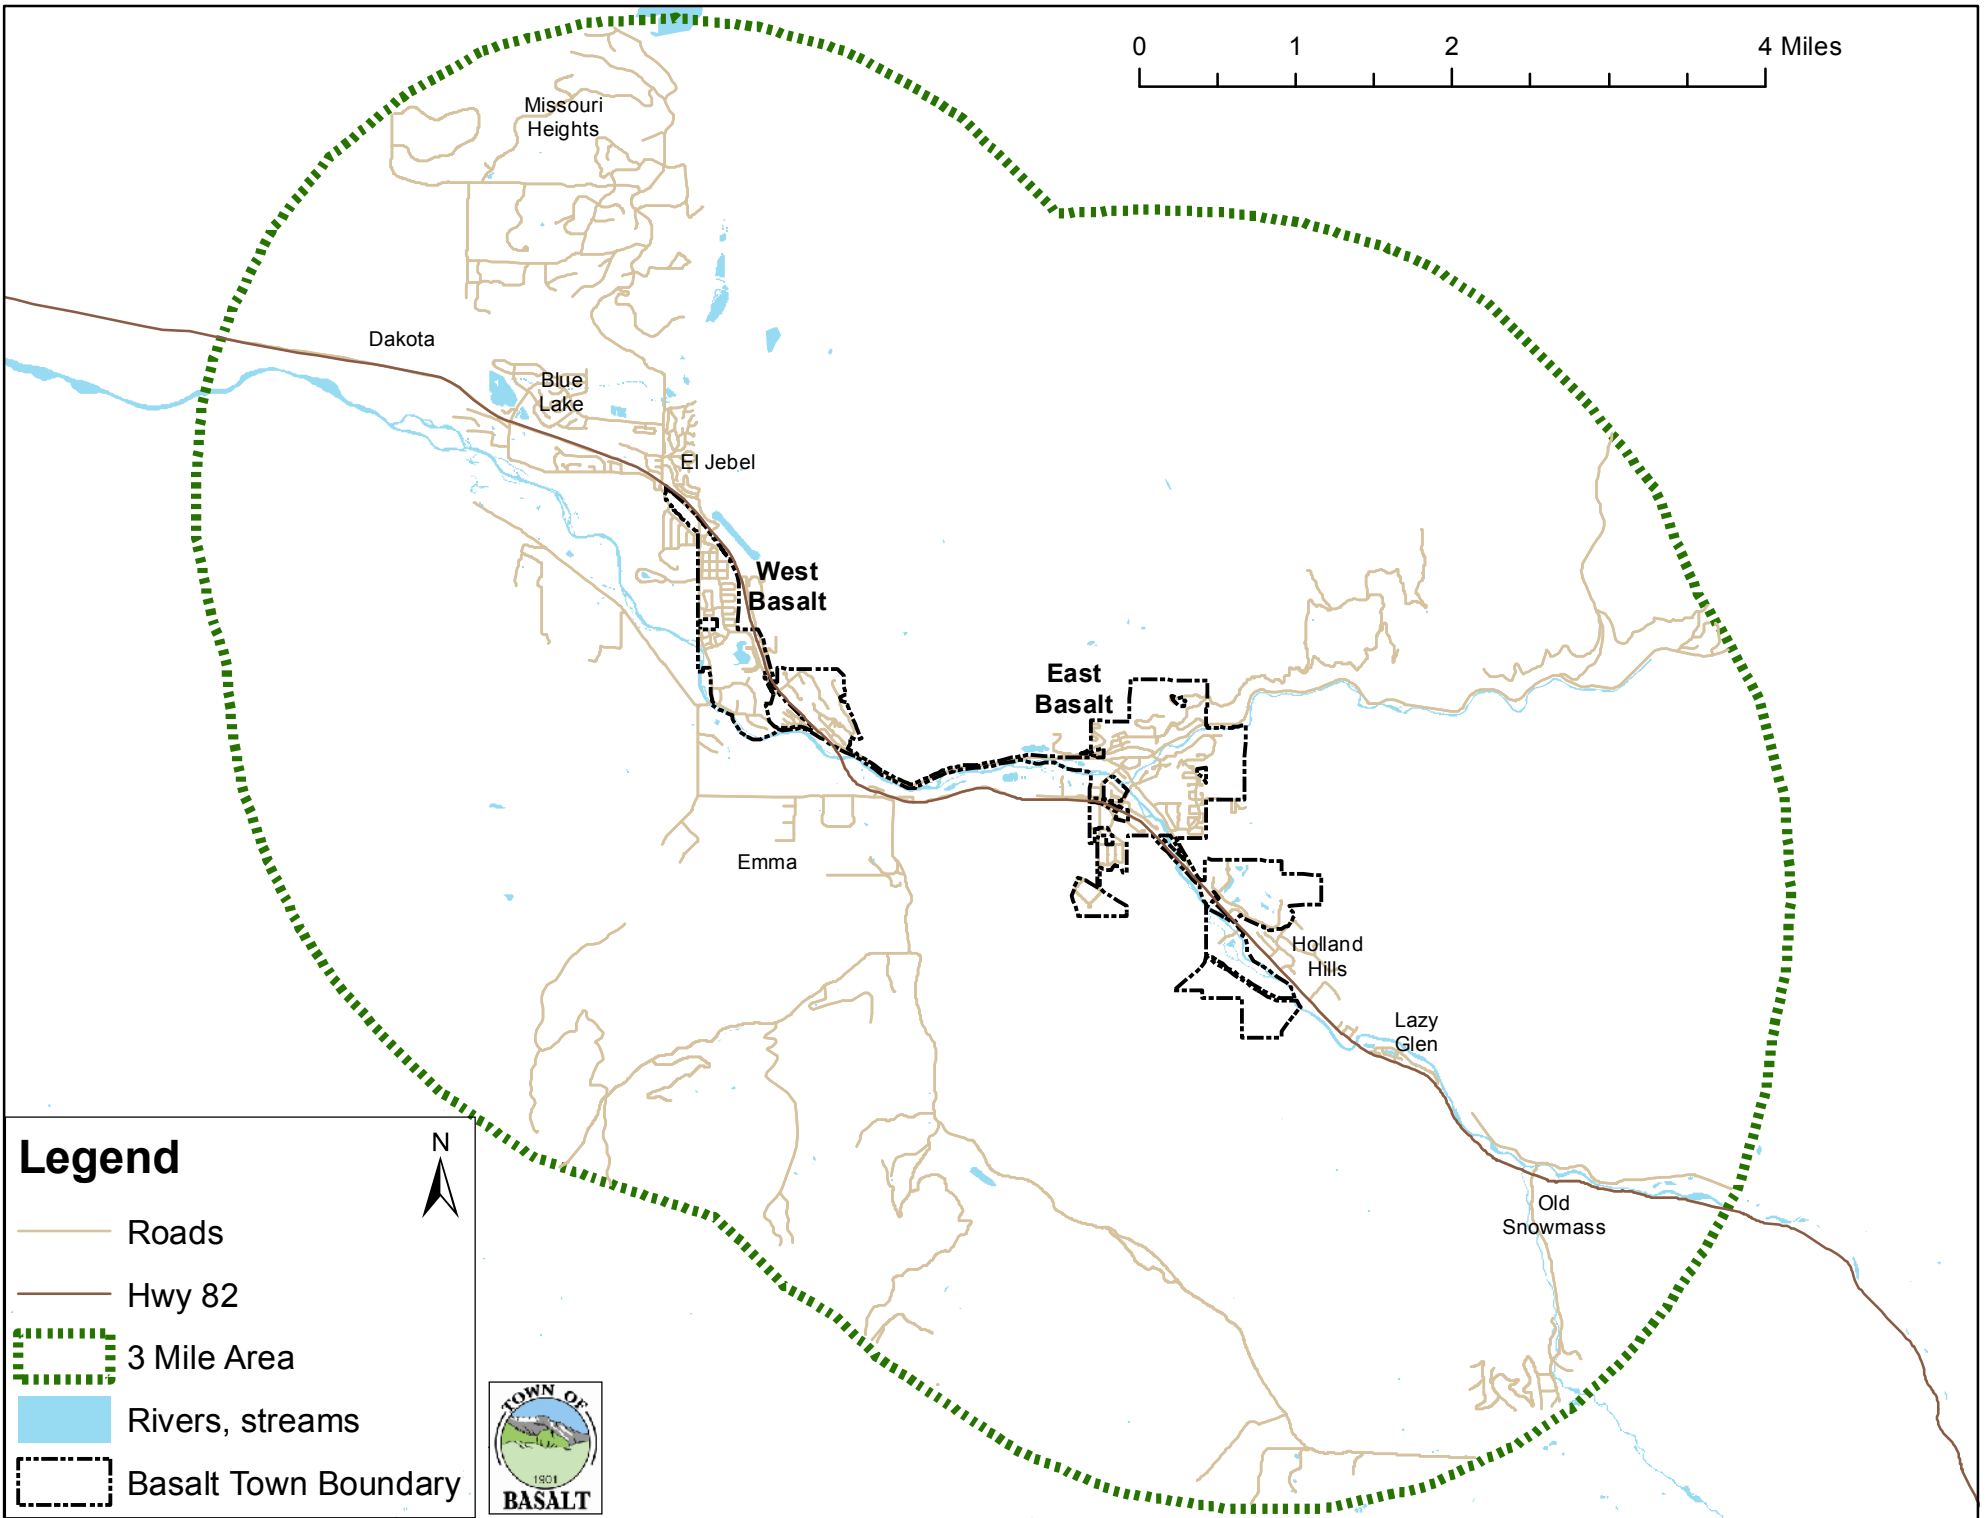 0 1 2 4 Miles
Missouri
Heights
Dakota
Blue
Lake
El Jebel
West
Basalt
East
Basalt
Emma
Holland
Hills
Lazy
Glen
Old
Snowmass
Legend
N
Roads
Hwy 82
3 Mile Area
Rivers, streams
Basalt Town Boundary
TOWN OF
1901
BASALT